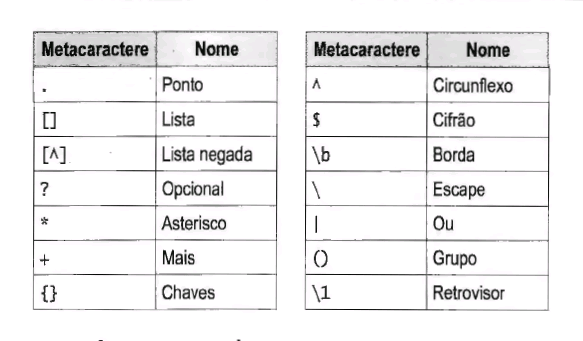 Metacaractere Nome
. Ponto
[] Lista
[^] Lista negada
? Opcional
* Asterisco
+ Mais
{} Chaves
Metacaractere Nome
^ Circunflexo
$ Cifrão
\b Borda
\ Escape
| Ou
() Grupo
\1 Retrovisor